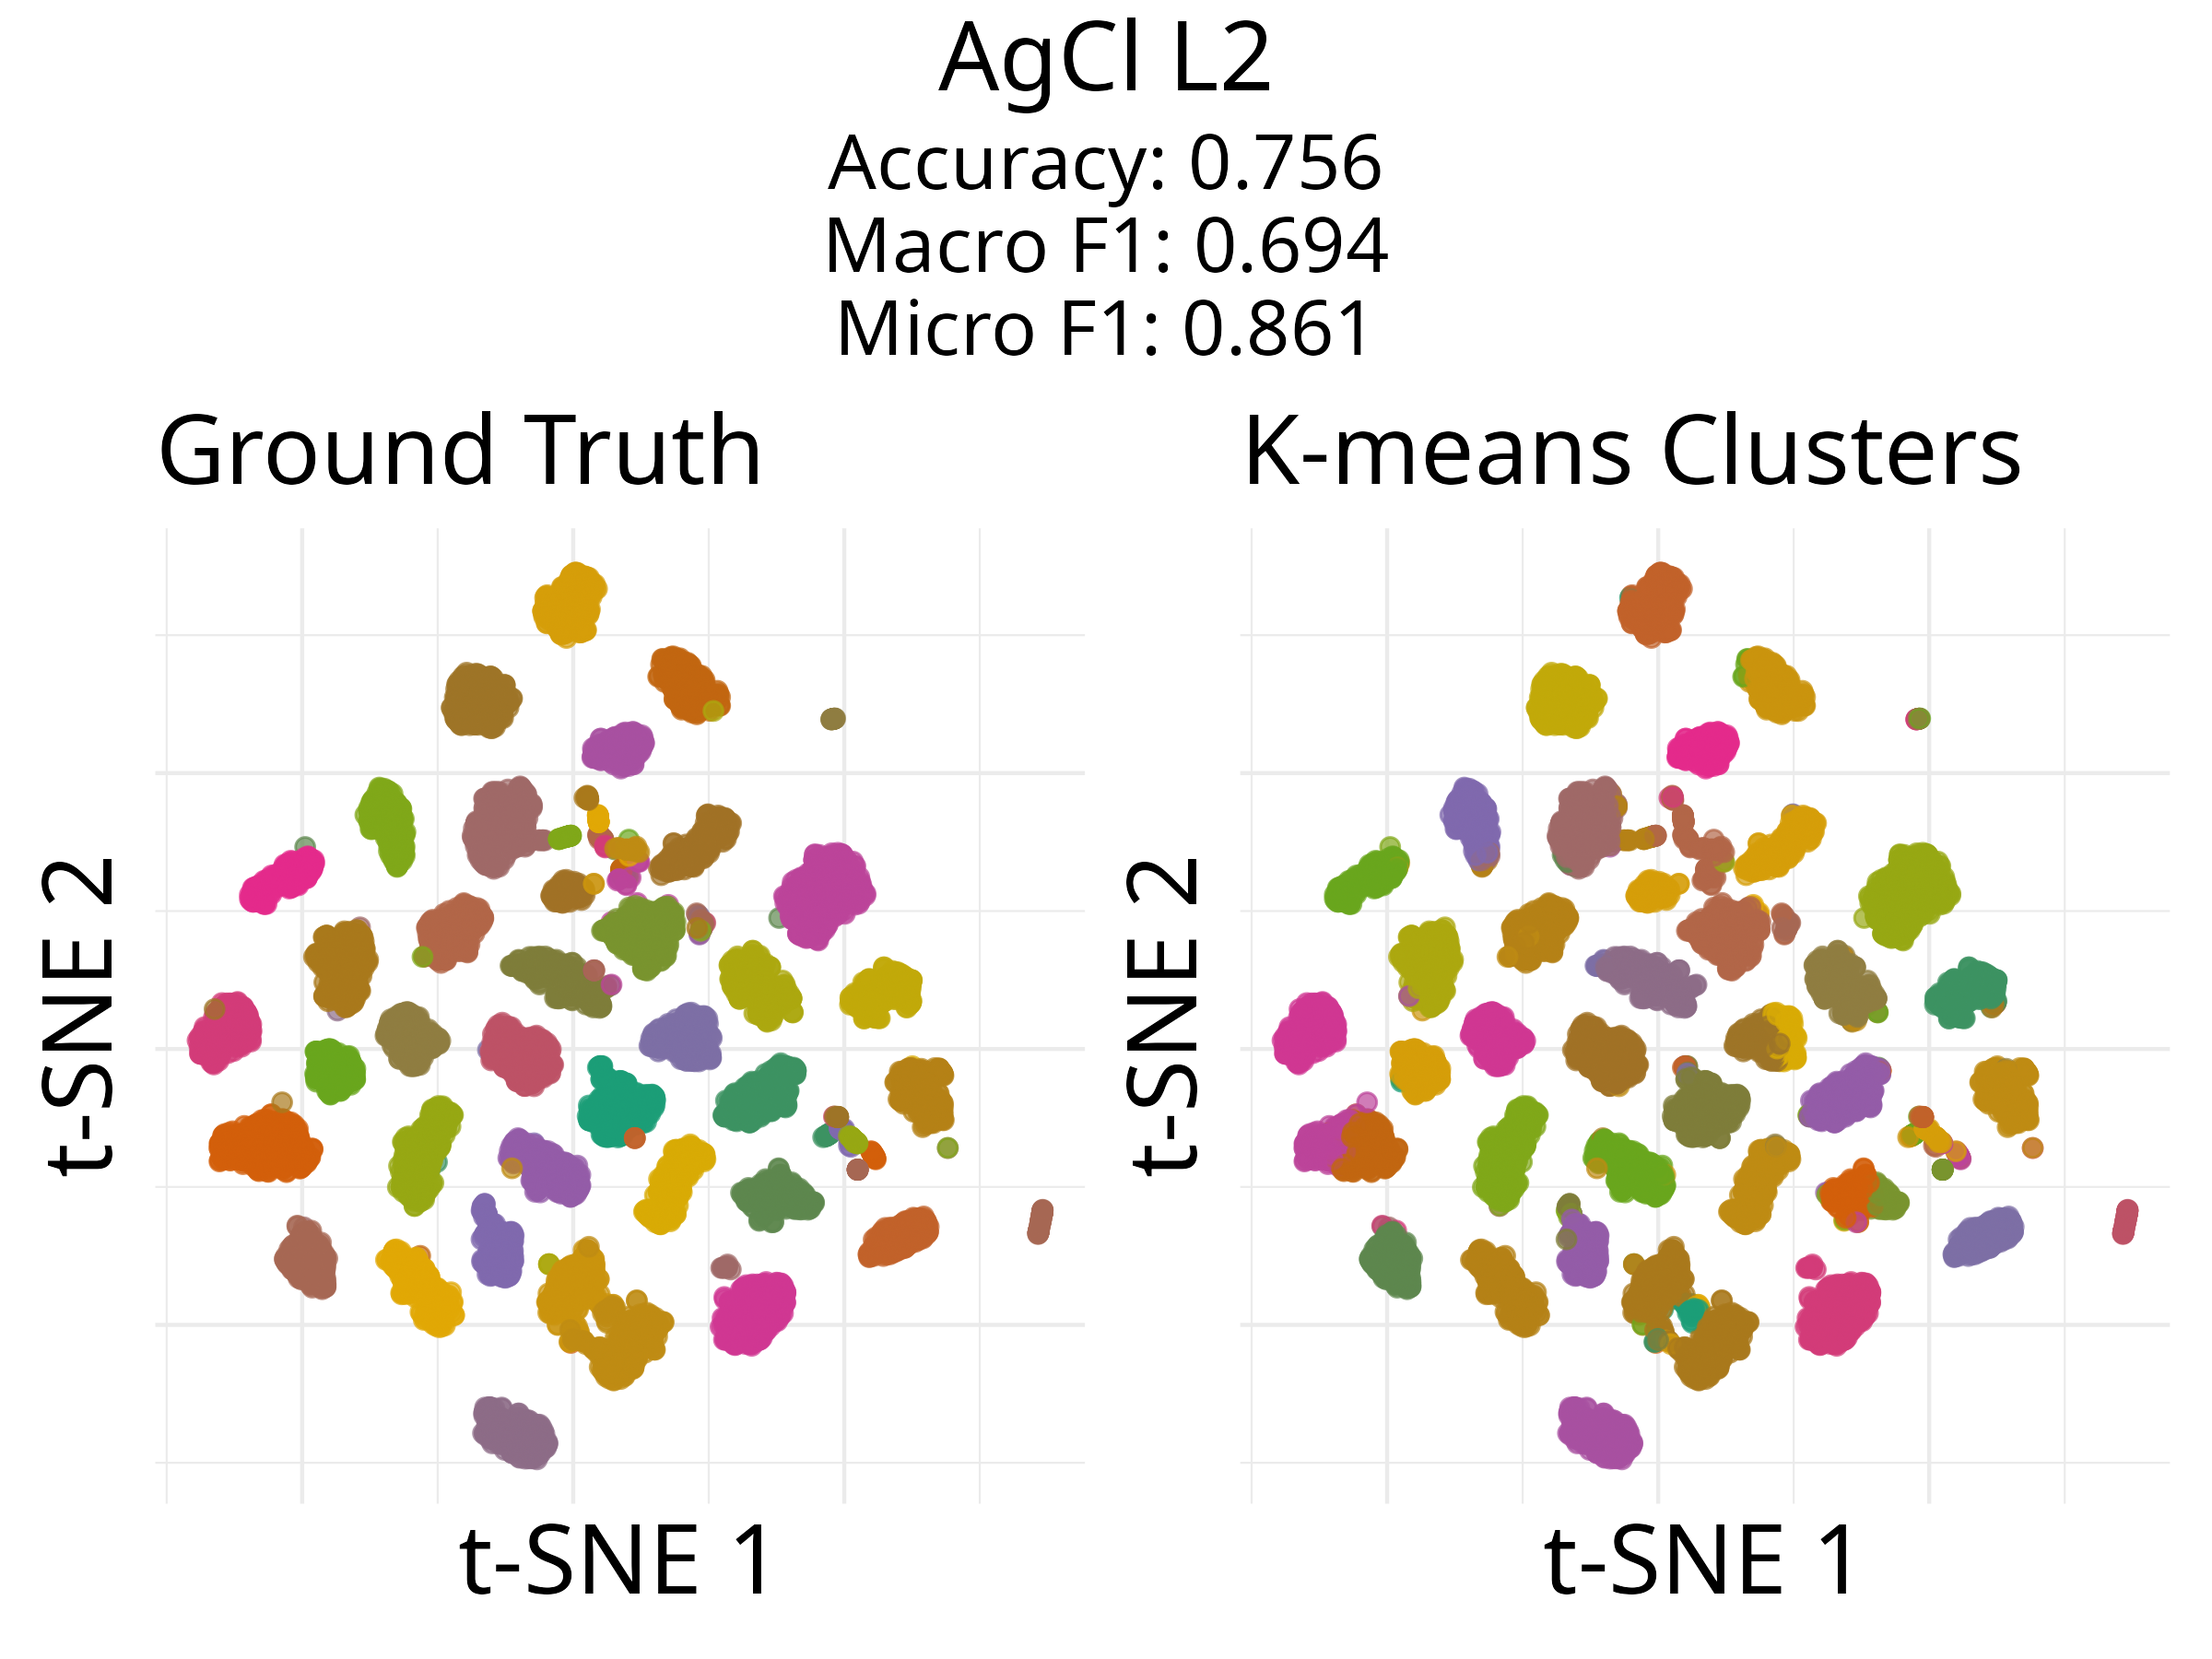 AgCl L2
Accuracy: 0.756
Macro F1: 0.694
Micro F1: 0.861
Ground Truth
K-means Clusters
t-SNE 2
t-SNE 2
t-SNE 1
t-SNE 1